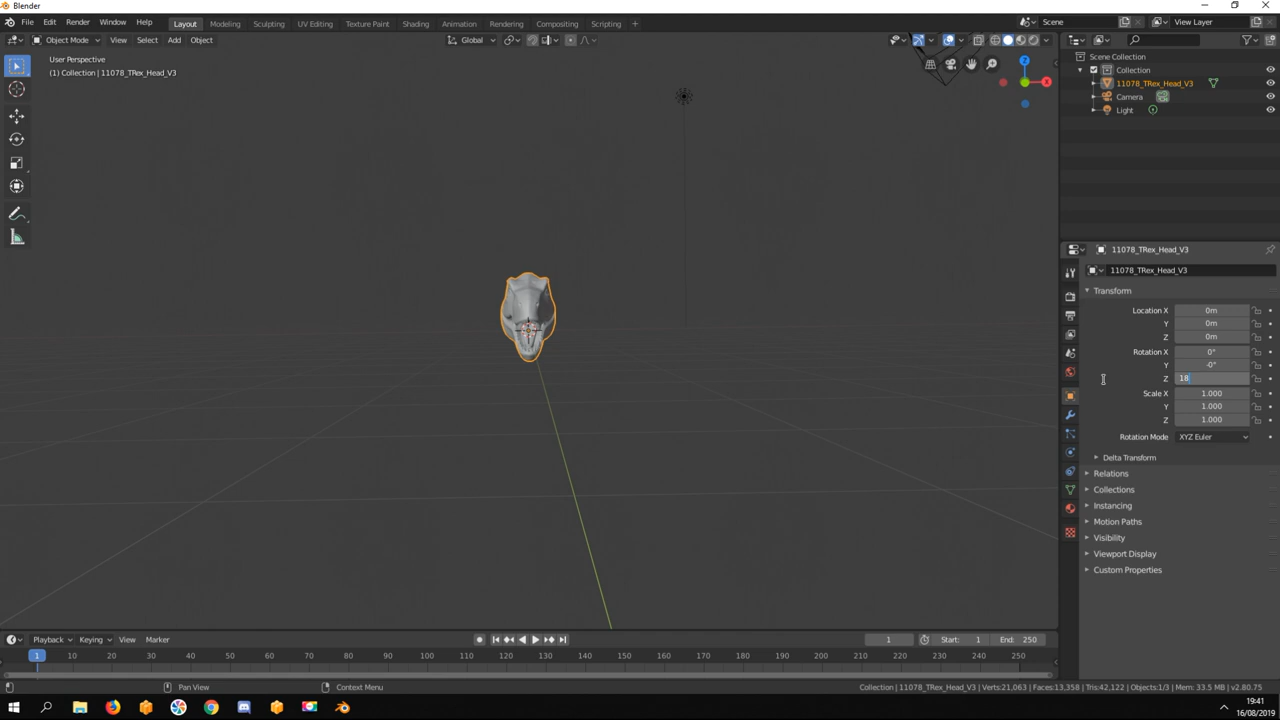 Blender
File Edit Render Window Help Layout Modeling Sculpting UV Editing Texture Paint Shading Animation Rendering Compositing Scripting + Scene View Layer
Object Mode View Select Add Object Global
User Perspective
(1) Collection | 11078_TRex_Head_V3
Z
X
Scene Collection
Collection
11078_TRex_Head_V3
Camera
Light
11078_TRex_Head_V3
11078_TRex_Head_V3
Transform
Location X 0m
Y 0m
Z 0m
Rotation X 0°
Y -0°
Z 18
Scale X 1.000
Y 1.000
Z 1.000
Rotation Mode XYZ Euler
Delta Transform
Relations
Collections
Instancing
Motion Paths
Visibility
Viewport Display
Custom Properties
Playback Keying View Marker 1 Start: 1 End: 250
1 10 20 30 40 50 60 70 80 90 100 110 120 130 140 150 160 170 180 190 200 210 220 230 240 250
Pan View Context Menu Collection | 11078_TRex_Head_V3 | Verts:21,063 | Faces:13,358 | Tris:42,122 | Objects:1/3 | Mem: 33.5 MB | v2.80.75
19:41
16/08/2019